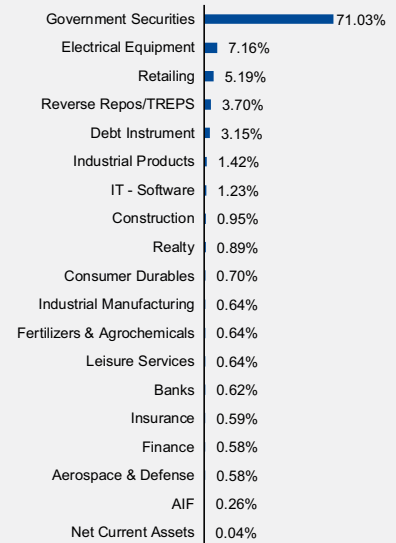 Government Securities 71.03%
Electrical Equipment 7.16%
Retailing 5.19%
Reverse Repos/TREPS 3.70%
Debt Instrument 3.15%
Industrial Products 1.42%
IT - Software 1.23%
Construction 0.95%
Realty 0.89%
Consumer Durables 0.70%
Industrial Manufacturing 0.64%
Fertilizers & Agrochemicals 0.64%
Leisure Services 0.64%
Banks 0.62%
Insurance 0.59%
Finance 0.58%
Aerospace & Defense 0.58%
AIF 0.26%
Net Current Assets 0.04%